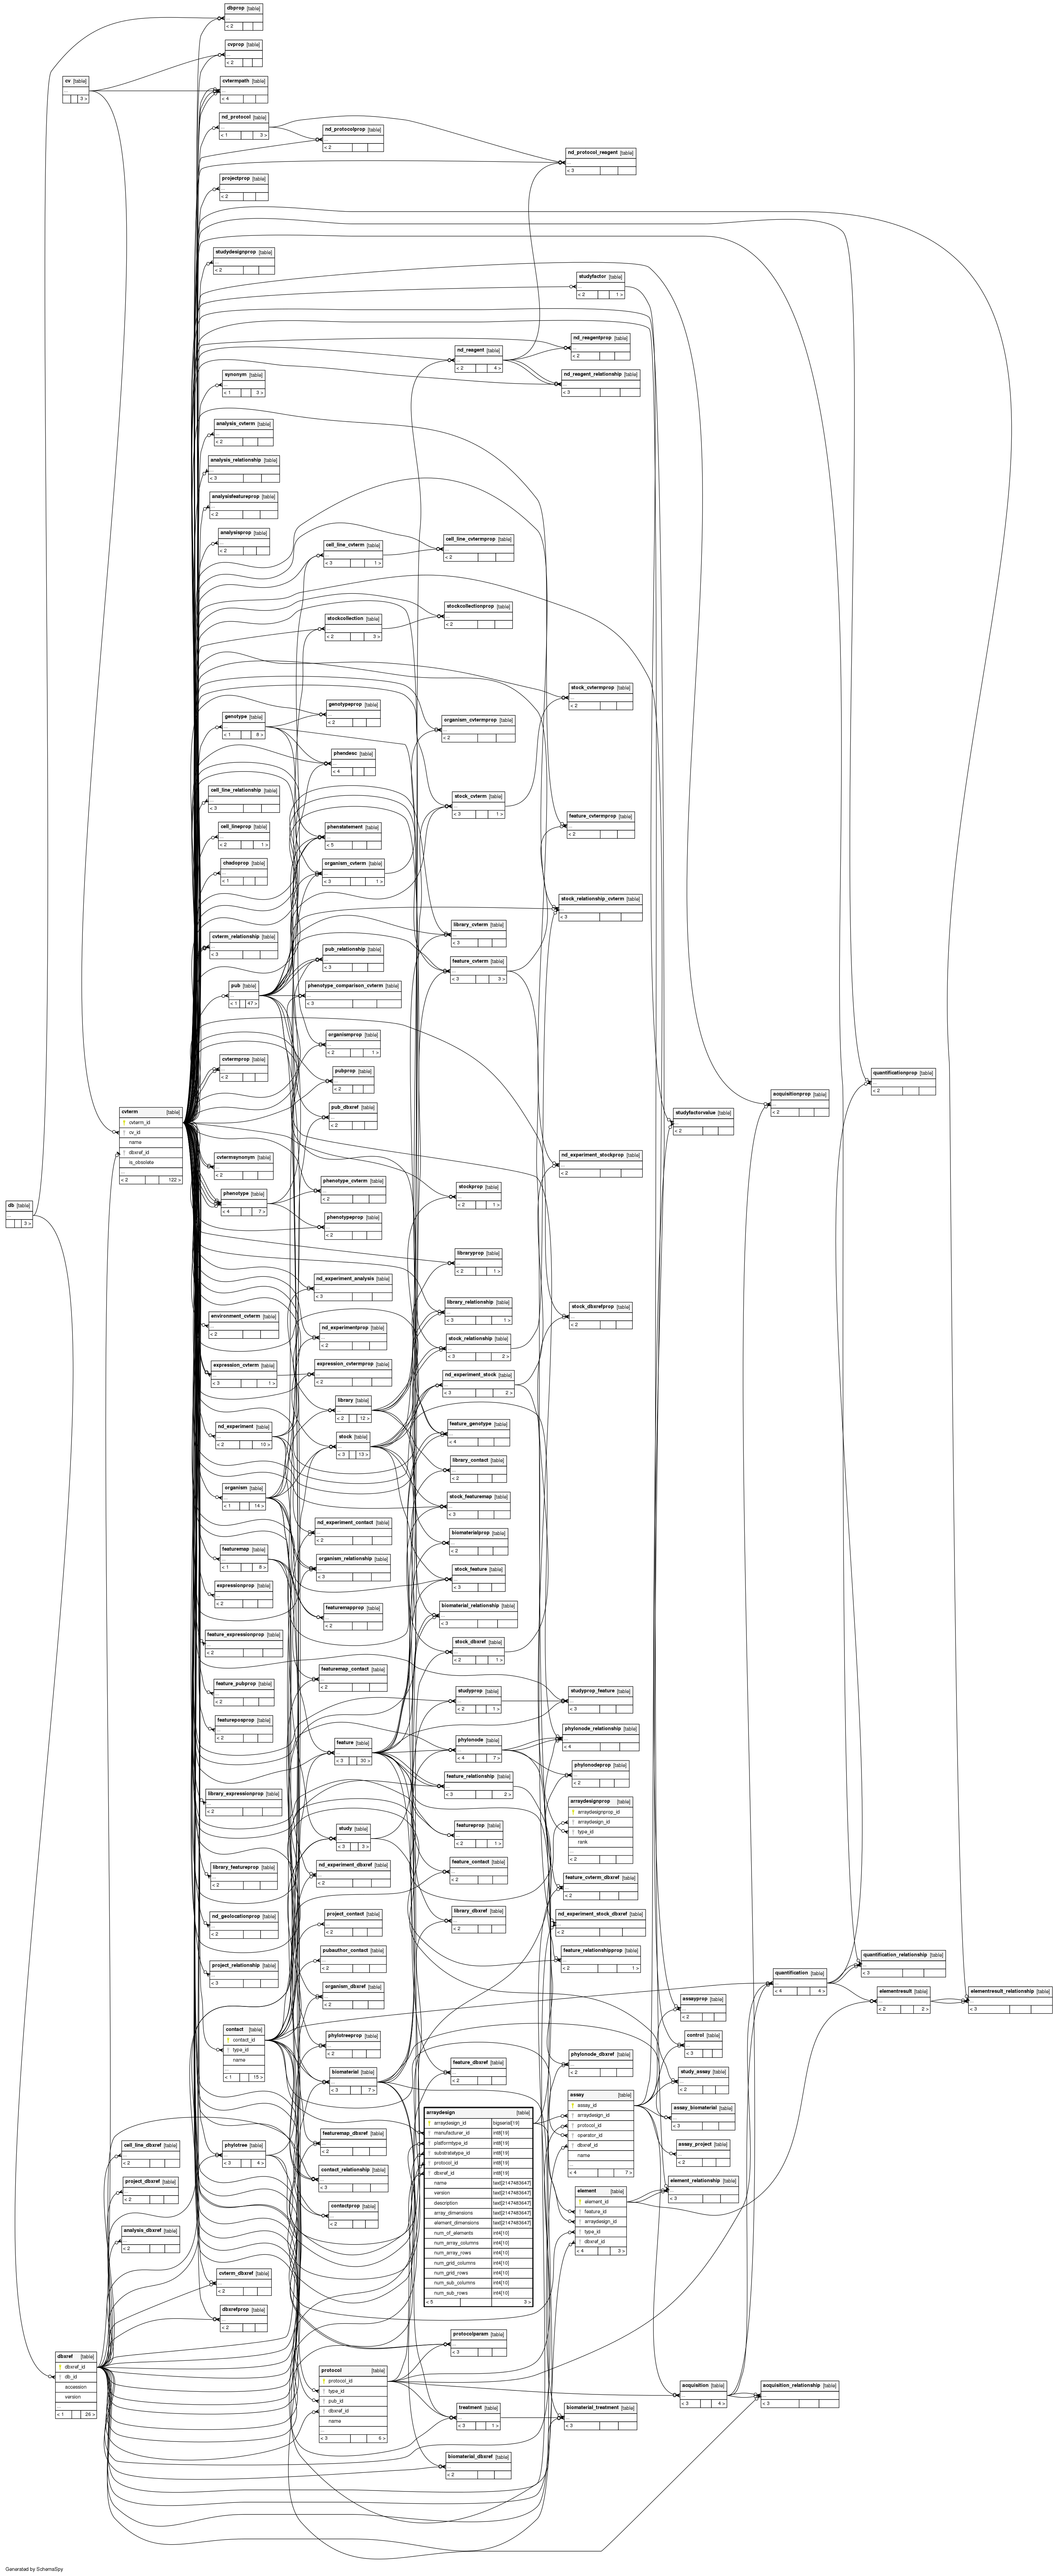 db [table]
...
3 >
cv [table]
...
3 >
dbxref [table]
dbxref_id
db_id
accession
version
...
< 1 26 >
cvterm [table]
cvterm_id
cv_id
name
dbxref_id
is_obsolete
...
< 2 122 >
cell_line_dbxref [table]
...
< 2
project_dbxref [table]
...
< 2
analysis_dbxref [table]
...
< 2
dbprop [table]
...
< 2
cvprop [table]
...
< 2
cvtermpath [table]
...
< 4
nd_protocol [table]
...
< 1 3 >
projectprop [table]
...
< 2
studydesignprop [table]
...
< 2
synonym [table]
...
< 1 3 >
analysis_cvterm [table]
...
< 2
analysis_relationship [table]
...
< 3
analysisfeatureprop [table]
...
< 2
analysisprop [table]
...
< 2
genotype [table]
...
< 1 8 >
cell_line_relationship [table]
...
< 3
cell_lineprop [table]
...
< 2 1 >
chadoprop [table]
...
< 1
cvterm_relationship [table]
...
< 3
pub [table]
...
< 1 47 >
cvtermprop [table]
...
< 2
cvtermsynonym [table]
...
< 2
phenotype [table]
...
< 4 7 >
environment_cvterm [table]
...
< 2
expression_cvterm [table]
...
< 3 1 >
nd_experiment [table]
...
< 2 10 >
organism [table]
...
< 1 14 >
featuremap [table]
...
< 1 8 >
expressionprop [table]
...
< 2
feature_expressionprop [table]
...
< 2
feature_pubprop [table]
...
< 2
featureposprop [table]
...
< 2
library_expressionprop [table]
...
< 2
library_featureprop [table]
...
< 2
nd_geolocationprop [table]
...
< 2
project_relationship [table]
...
< 3
contact [table]
contact_id
type_id
name
...
< 1 15 >
phylotree [table]
...
< 3 4 >
cvterm_dbxref [table]
...
< 2
dbxrefprop [table]
...
< 2
nd_protocolprop [table]
...
< 2
cell_line_cvterm [table]
...
< 3 1 >
stockcollection [table]
...
< 2 3 >
genotypeprop [table]
...
< 2
phendesc [table]
...
< 4
phenstatement [table]
...
< 5
organism_cvterm [table]
...
< 3 1 >
pub_relationship [table]
...
< 3
phenotype_comparison_cvterm [table]
...
< 3
organismprop [table]
...
< 2 1 >
pubprop [table]
...
< 2
pub_dbxref [table]
...
< 2
phenotype_cvterm [table]
...
< 2
phenotypeprop [table]
...
< 2
nd_experiment_analysis [table]
...
< 3
nd_experimentprop [table]
...
< 2
expression_cvtermprop [table]
...
< 2
library [table]
...
< 2 12 >
stock [table]
...
< 3 13 >
nd_experiment_contact [table]
...
< 2
organism_relationship [table]
...
< 3
featuremapprop [table]
...
< 2
featuremap_contact [table]
...
< 2
feature [table]
...
< 3 30 >
study [table]
...
< 3 3 >
nd_experiment_dbxref [table]
...
< 2
project_contact [table]
...
< 2
pubauthor_contact [table]
...
< 2
organism_dbxref [table]
...
< 2
phylotreeprop [table]
...
< 2
biomaterial [table]
...
< 3 7 >
featuremap_dbxref [table]
...
< 2
contact_relationship [table]
...
< 3
contactprop [table]
...
< 2
protocol [table]
protocol_id
type_id
pub_id
dbxref_id
name
...
< 3 6 >
nd_reagent [table]
...
< 2 4 >
cell_line_cvtermprop [table]
...
< 2
stockcollectionprop [table]
...
< 2
organism_cvtermprop [table]
...
< 2
stock_cvterm [table]
...
< 3 1 >
library_cvterm [table]
...
< 3
feature_cvterm [table]
...
< 3 3 >
stockprop [table]
...
< 2 1 >
libraryprop [table]
...
< 2 1 >
library_relationship [table]
...
< 3 1 >
stock_relationship [table]
...
< 3 2 >
nd_experiment_stock [table]
...
< 3 2 >
feature_genotype [table]
...
< 4
library_contact [table]
...
< 2
stock_featuremap [table]
...
< 3
biomaterialprop [table]
...
< 2
stock_feature [table]
...
< 3
biomaterial_relationship [table]
...
< 3
stock_dbxref [table]
...
< 2 1 >
studyprop [table]
...
< 2 1 >
phylonode [table]
...
< 4 7 >
feature_relationship [table]
...
< 3 2 >
featureprop [table]
...
< 2 1 >
feature_contact [table]
...
< 2
library_dbxref [table]
...
< 2
feature_dbxref [table]
...
< 2
arraydesign [table]
arraydesign_id bigserial[19]
manufacturer_id int8[19]
platformtype_id int8[19]
substratetype_id int8[19]
protocol_id int8[19]
dbxref_id int8[19]
name text[2147483647]
version text[2147483647]
description text[2147483647]
array_dimensions text[2147483647]
element_dimensions text[2147483647]
num_of_elements int4[10]
num_array_columns int4[10]
num_array_rows int4[10]
num_grid_columns int4[10]
num_grid_rows int4[10]
num_sub_columns int4[10]
num_sub_rows int4[10]
< 5 3 >
protocolparam [table]
...
< 3
treatment [table]
...
< 3 1 >
biomaterial_dbxref [table]
...
< 2
nd_protocol_reagent [table]
...
< 3
studyfactor [table]
...
< 2 1 >
nd_reagentprop [table]
...
< 2
nd_reagent_relationship [table]
...
< 3
stock_cvtermprop [table]
...
< 2
feature_cvtermprop [table]
...
< 2
stock_relationship_cvterm [table]
...
< 3
nd_experiment_stockprop [table]
...
< 2
stock_dbxrefprop [table]
...
< 2
studyprop_feature [table]
...
< 3
phylonode_relationship [table]
...
< 4
phylonodeprop [table]
...
< 2
arraydesignprop [table]
arraydesignprop_id
arraydesign_id
type_id
rank
...
< 2
feature_cvterm_dbxref [table]
...
< 2
nd_experiment_stock_dbxref [table]
...
< 2
feature_relationshipprop [table]
...
< 2 1 >
phylonode_dbxref [table]
...
< 2
assay [table]
assay_id
arraydesign_id
protocol_id
operator_id
dbxref_id
name
...
< 4 7 >
element [table]
element_id
feature_id
arraydesign_id
type_id
dbxref_id
< 4 3 >
biomaterial_treatment [table]
...
< 3
studyfactorvalue [table]
...
< 2
assayprop [table]
...
< 2
control [table]
...
< 3
study_assay [table]
...
< 2
assay_biomaterial [table]
...
< 3
assay_project [table]
...
< 2
element_relationship [table]
...
< 3
acquisition [table]
...
< 3 4 >
acquisitionprop [table]
...
< 2
quantification [table]
...
< 4 4 >
acquisition_relationship [table]
...
< 3
quantificationprop [table]
...
< 2
quantification_relationship [table]
...
< 3
elementresult [table]
...
< 2 2 >
elementresult_relationship [table]
...
< 3
Generated by SchemaSpy